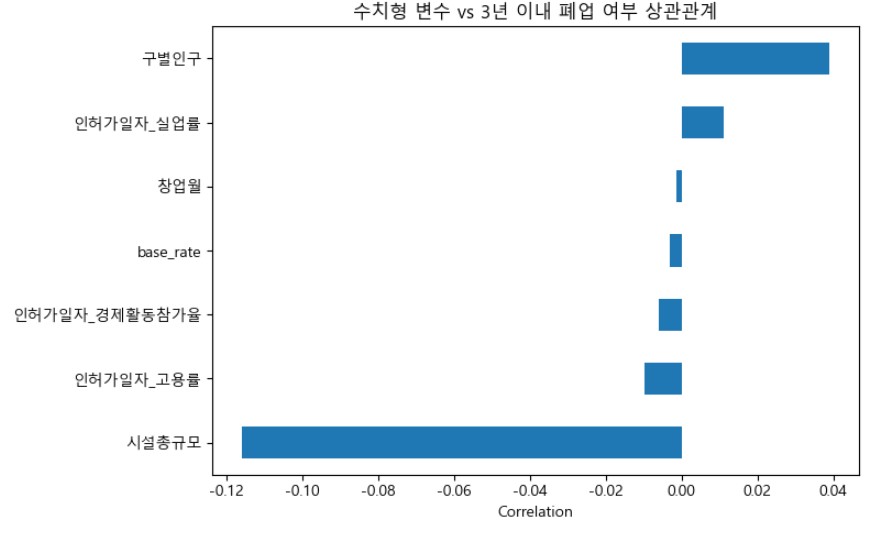 수치형 변수 vs 3년 이내 폐업 여부 상관관계
구별인구
인허가일자_실업률
창업월
base_rate
인허가일자_경제활동참가율
인허가일자_고용률
시설총규모
-0.12 -0.10 -0.08 -0.06 -0.04 -0.02 0.00 0.02 0.04
Correlation